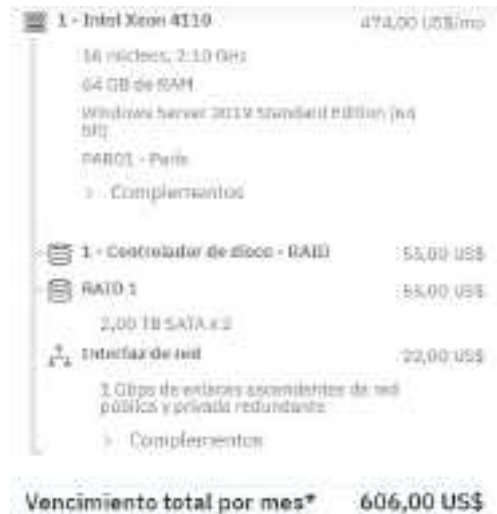 1 - Intel Xeon 4110 474,00 US$/mo
16 núcleos, 2.10 GHz
64 GB de RAM
Windows Server 2019 Standard Edition (64
bit)
PAR01 - París
> Complementos
1 - Controlador de disco - RAID 55,00 US$
RAID 1 55,00 US$
2,00 TB SATA x 2
Interfaz de red 22,00 US$
1 Gbps de enlaces ascendentes de red
pública y privada redundante
> Complementos
Vencimiento total por mes* 606,00 US$